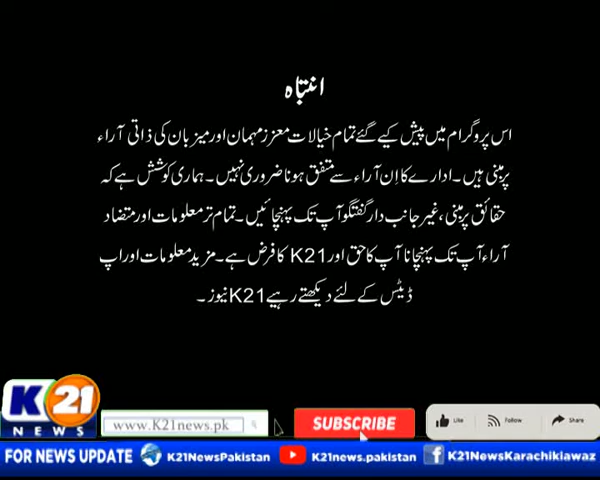 انتباہ
اس پروگرام میں پیش کیے گئے تمام خیالات معزز مہمان اور میزبان کی ذاتی آراء
پر مبنی ہیں۔ ادارے کا اِن آراء سے متفق ہونا ضروری نہیں۔ ہماری کوشش ہے کہ
حقائق پر مبنی، غیر جانب دار گفتگو آپ تک پہنچائیں۔ تمام تر معلومات اور متضاد
آراء آپ تک پہنچانا آپ کا حق اور K21 کا فرض ہے۔ مزید معلومات اور اپ
ڈیٹس کے لئے دیکھتے رہیے K21 نیوز۔
K21
NEWS
www.K21news.pk
SUBSCRIBE
Like
Follow
Share
FOR NEWS UPDATE
K21NewsPakistan
K21news.pakistan
K21NewsKarachikiawaz